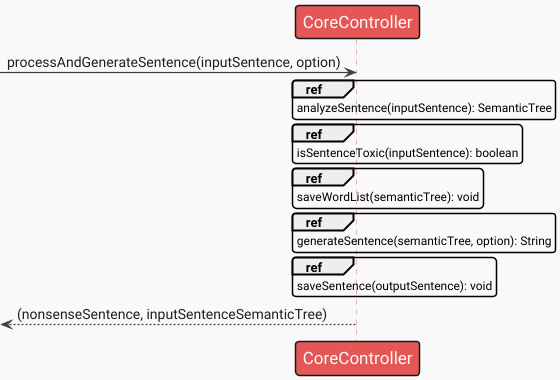 CoreController
processAndGenerateSentence(inputSentence, option)
ref
analyzeSentence(inputSentence): SemanticTree
ref
isSentenceToxic(inputSentence): boolean
ref
saveWordList(semanticTree): void
ref
generateSentence(semanticTree, option): String
ref
saveSentence(outputSentence): void
(nonsenseSentence, inputSentenceSemanticTree)
CoreController